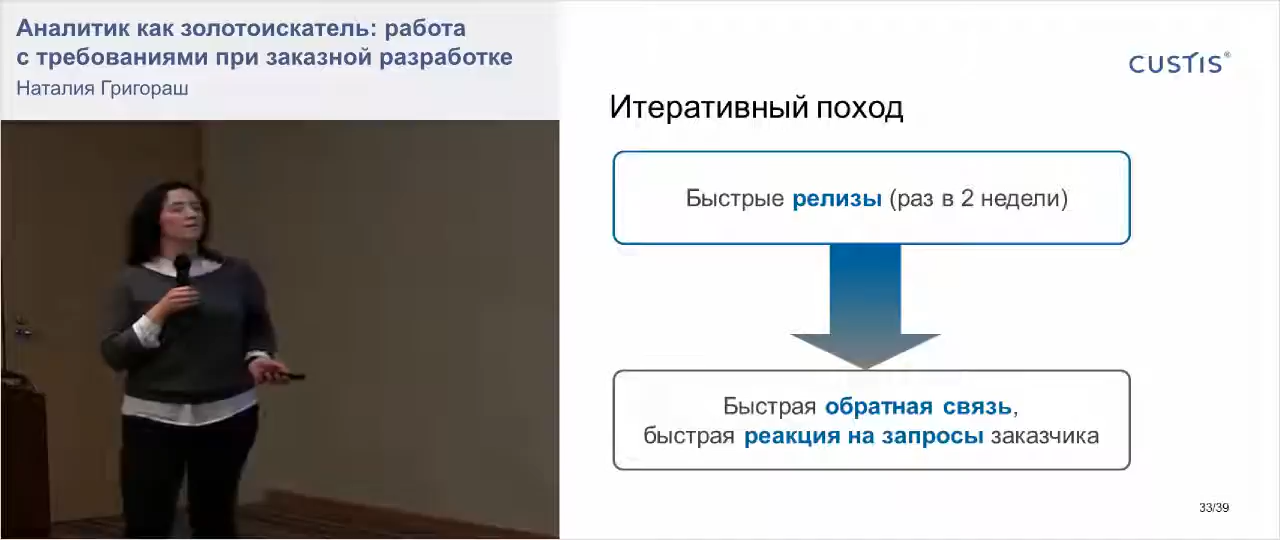 Аналитик как золотоискатель: работа
с требованиями при заказной разработке
Наталия Григораш
CUSTIS®
Итеративный поход
Быстрые релизы (раз в 2 недели)
Быстрая обратная связь,
быстрая реакция на запросы заказчика
33/39